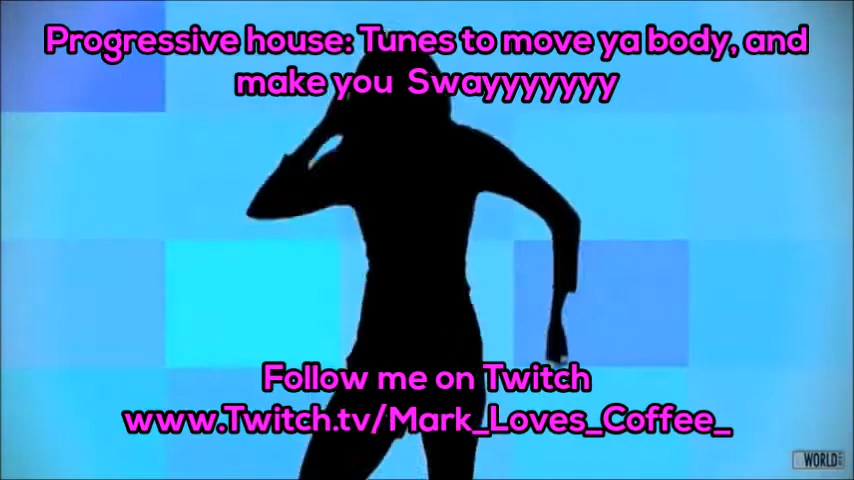 Progressive house: Tunes to move ya body, and
make you Swayyyyyyy
Follow me on Twitch
www.Twitch.tv/Mark_Loves_Coffee_
WORLD